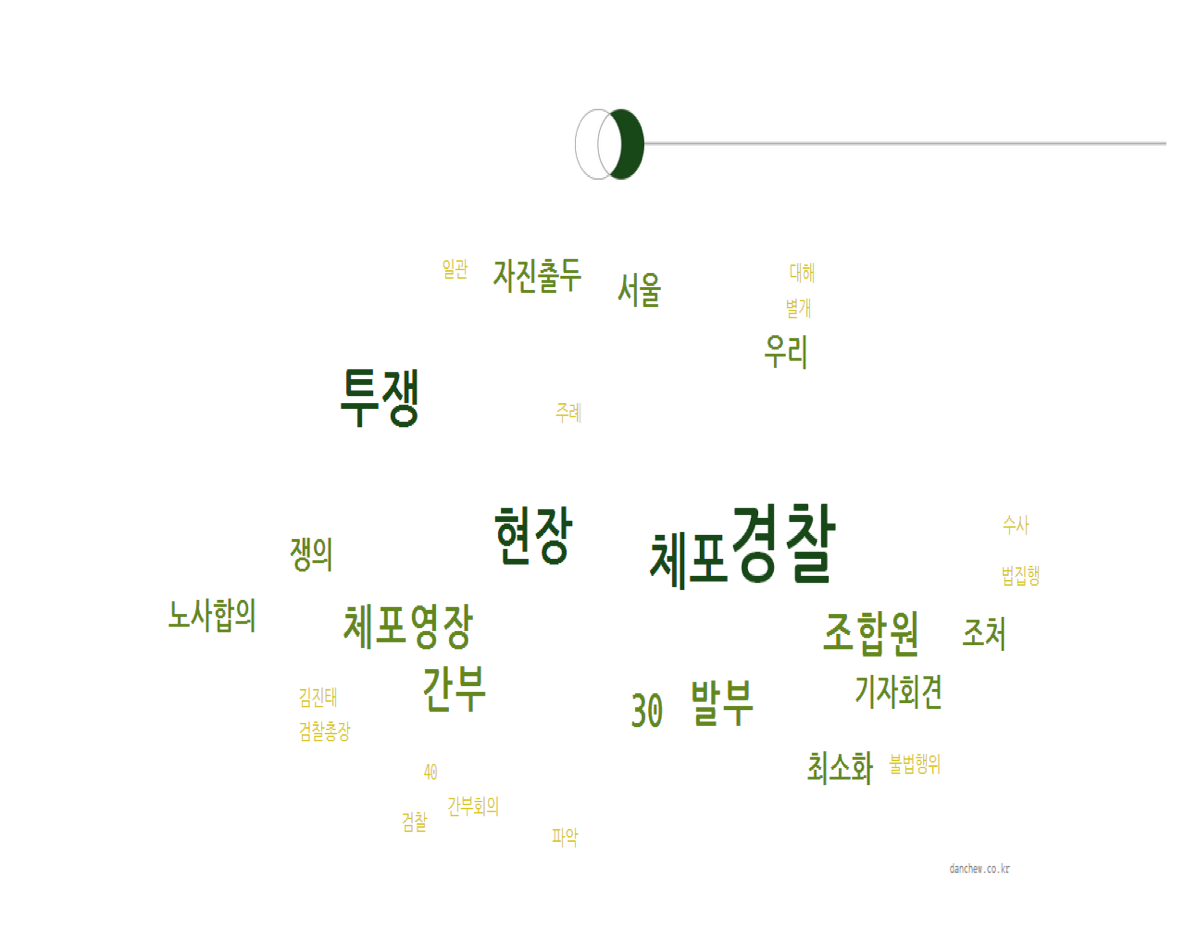 일관 자진출두 서울 대해
별개
우리
투쟁 주례
현장 체포 경찰 수사
쟁의
법집행
노사합의 체포영장 조합원 조처
간부 30 발부 기자회견
김진태
검찰총장
최소화 불법행위
40
간부회의
검찰
파악
danchew.co.kr